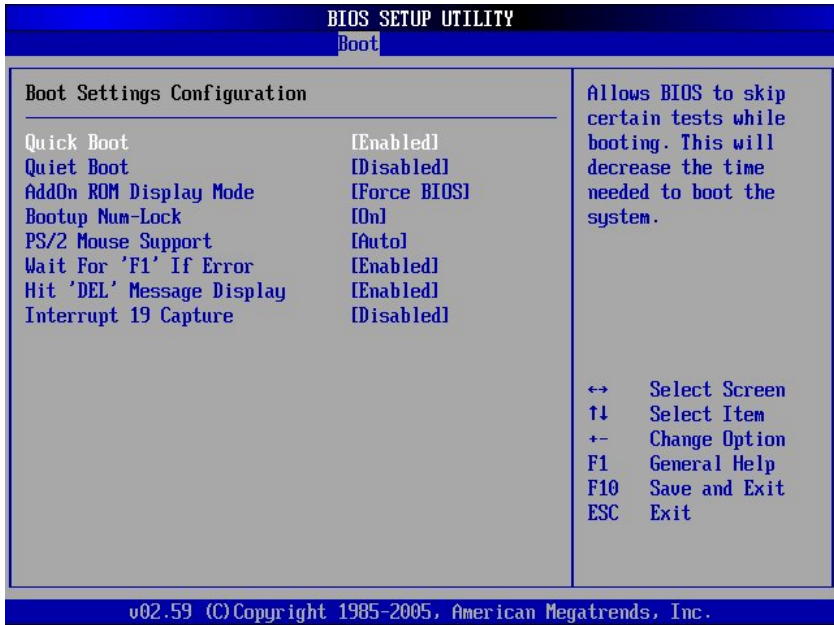 BIOS SETUP UTILITY
Boot
Boot Settings Configuration
Quick Boot [Enabled]
Quiet Boot [Disabled]
AddOn ROM Display Mode [Force BIOS]
Bootup Num-Lock [On]
PS/2 Mouse Support [Auto]
Wait For 'F1' If Error [Enabled]
Hit 'DEL' Message Display [Enabled]
Interrupt 19 Capture [Disabled]
Allows BIOS to skip
certain tests while
booting. This will
decrease the time
needed to boot the
system.
←→ Select Screen
↑↓ Select Item
+- Change Option
F1 General Help
F10 Save and Exit
ESC Exit
v02.59 (C)Copyright 1985-2005, American Megatrends, Inc.